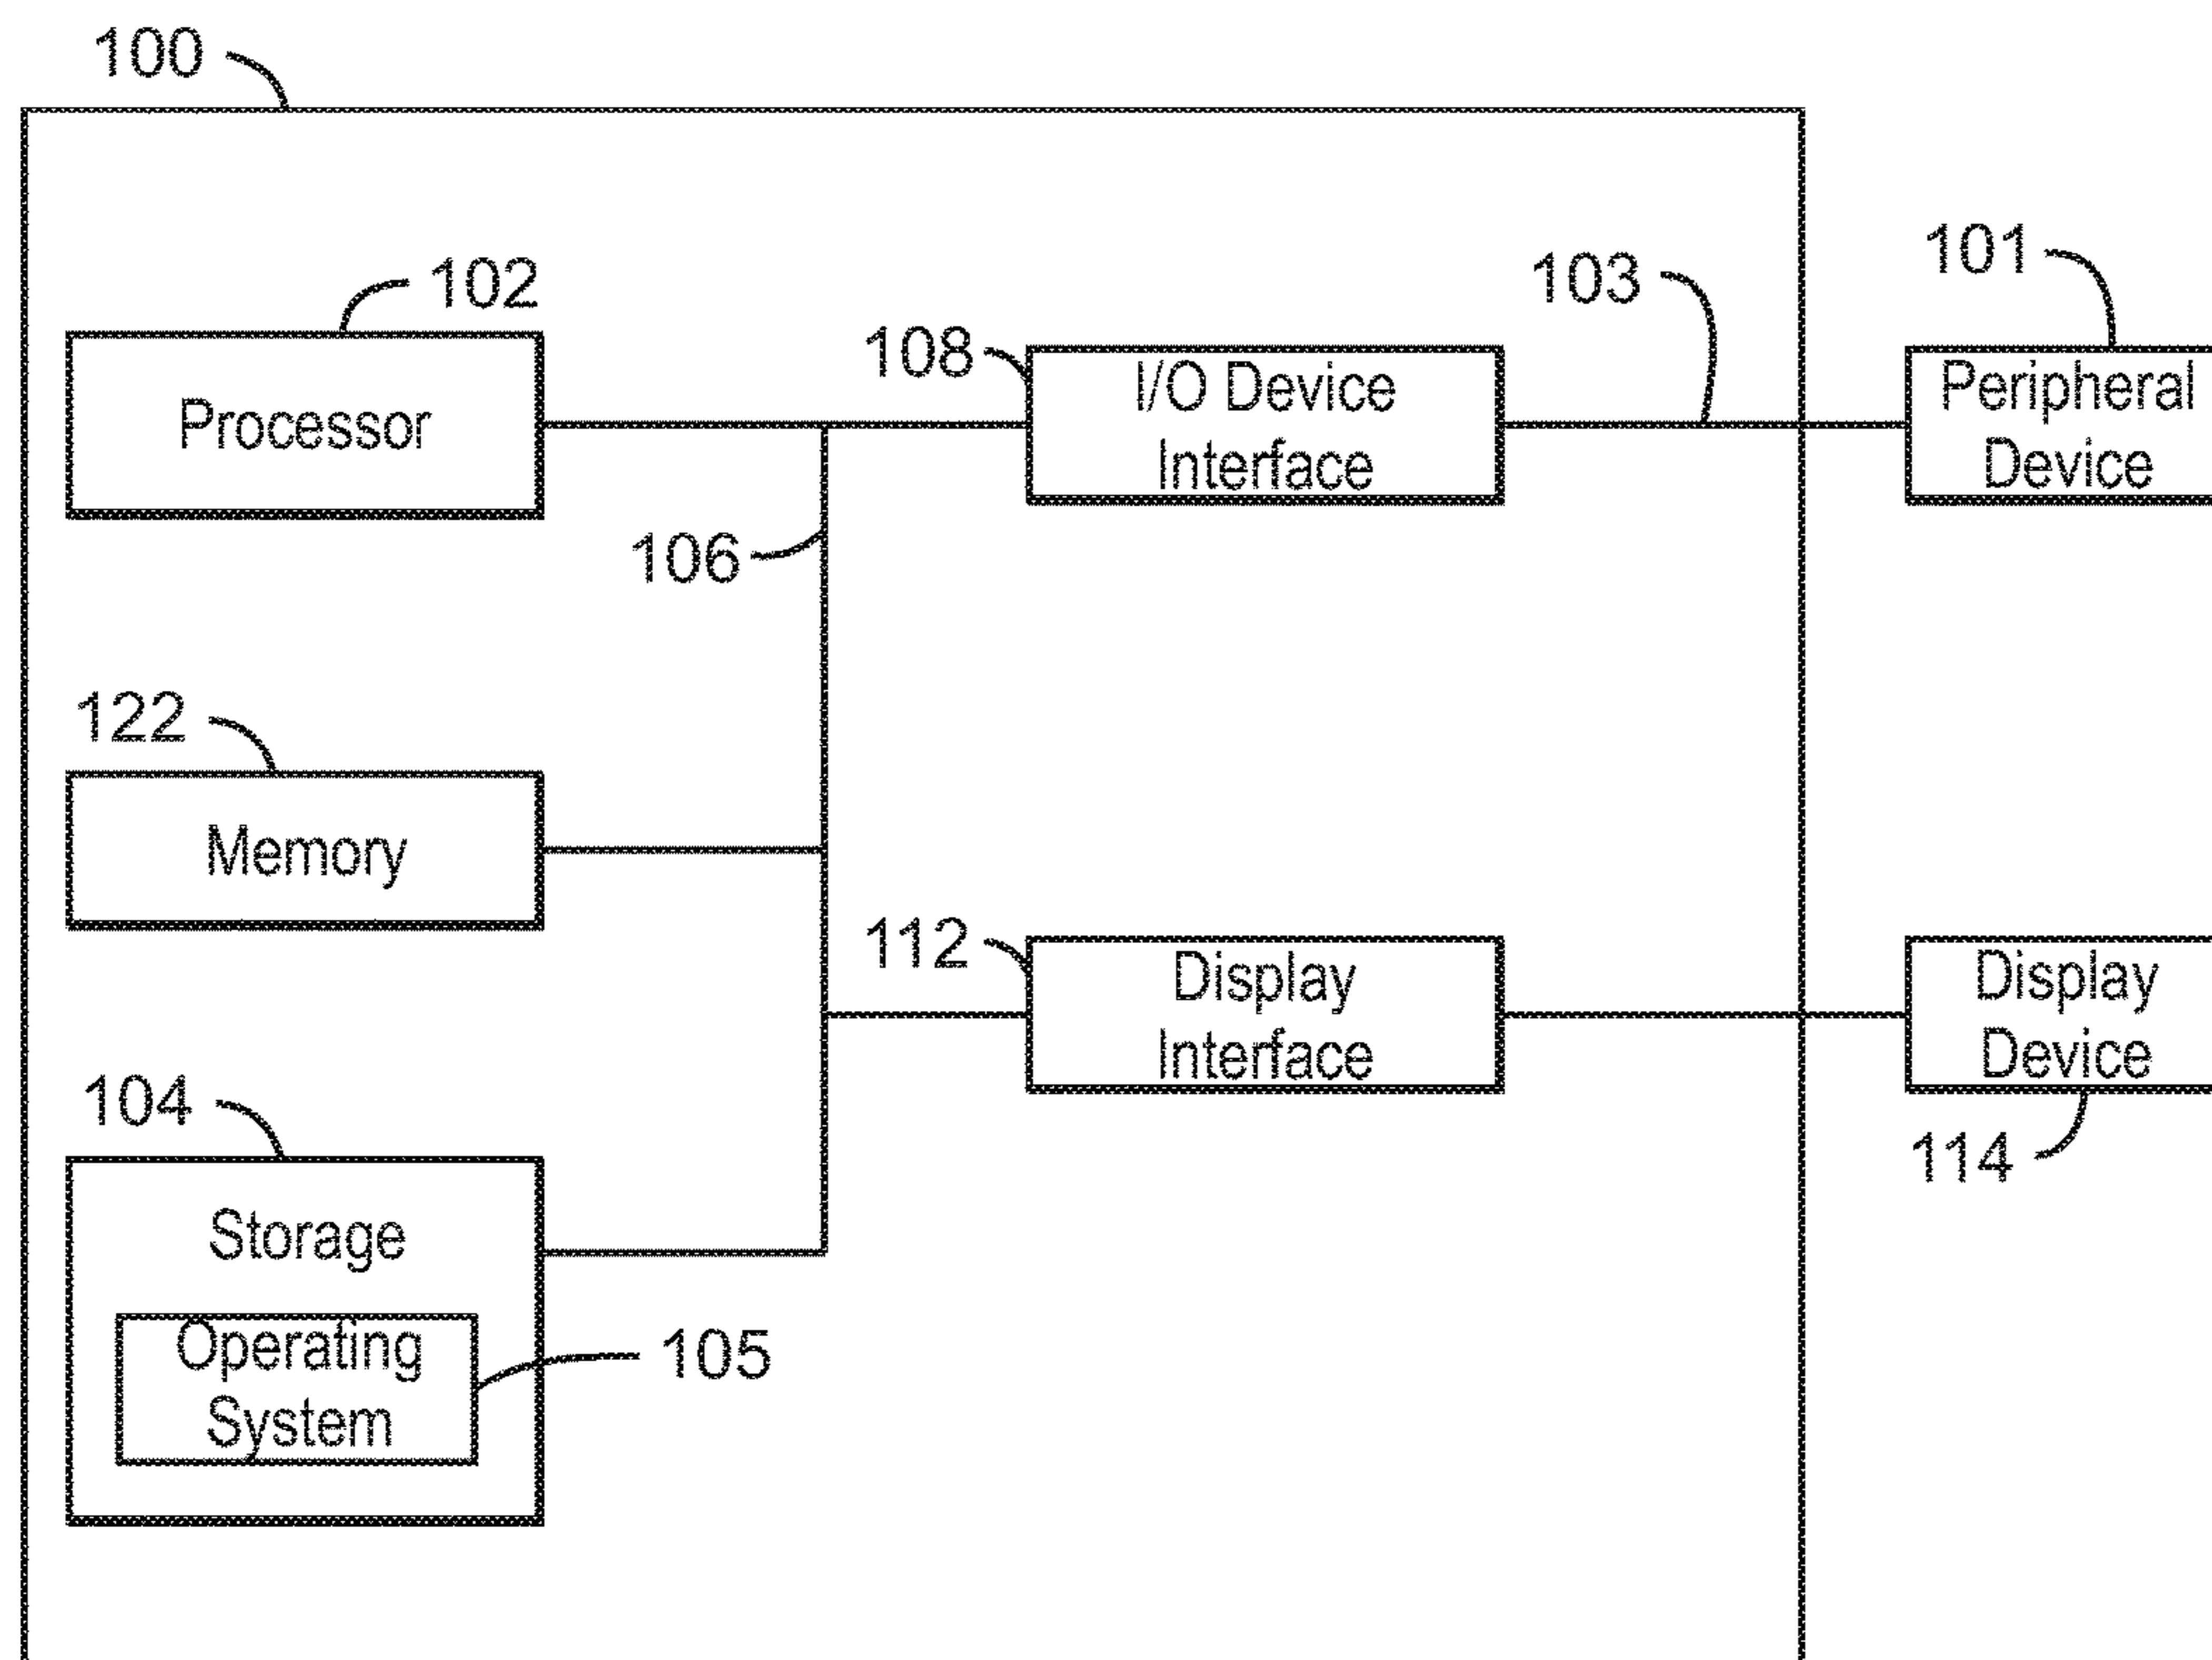 100
102
Processor
108
I/O Device
Interface
103
101
Peripheral
Device
106
122
Memory
112
Display
Interface
Display
Device
114
104
Storage
Operating
System
105